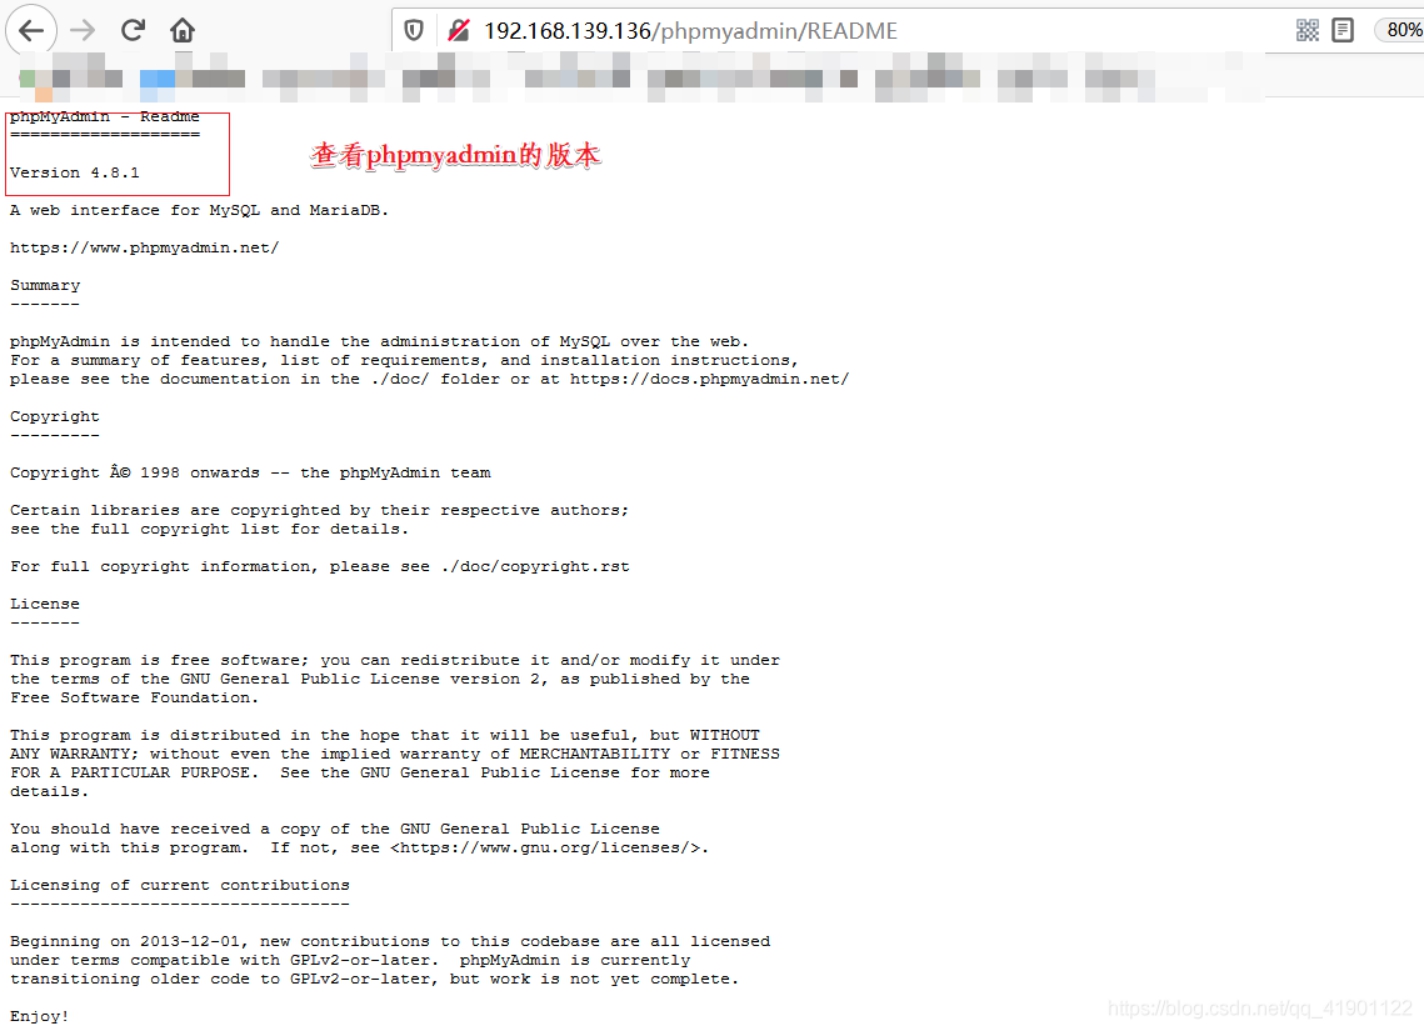 192.168.139.136/phpmyadmin/README
80%
phpMyAdmin - Readme
===================
查看phpmyadmin的版本
Version 4.8.1
A web interface for MySQL and MariaDB.
https://www.phpmyadmin.net/
Summary
-------
phpMyAdmin is intended to handle the administration of MySQL over the web.
For a summary of features, list of requirements, and installation instructions,
please see the documentation in the ./doc/ folder or at https://docs.phpmyadmin.net/
Copyright
---------
Copyright Â© 1998 onwards -- the phpMyAdmin team
Certain libraries are copyrighted by their respective authors;
see the full copyright list for details.
For full copyright information, please see ./doc/copyright.rst
License
-------
This program is free software; you can redistribute it and/or modify it under
the terms of the GNU General Public License version 2, as published by the
Free Software Foundation.
This program is distributed in the hope that it will be useful, but WITHOUT
ANY WARRANTY; without even the implied warranty of MERCHANTABILITY or FITNESS
FOR A PARTICULAR PURPOSE.  See the GNU General Public License for more
details.
You should have received a copy of the GNU General Public License
along with this program.  If not, see <https://www.gnu.org/licenses/>.
Licensing of current contributions
----------------------------------
Beginning on 2013-12-01, new contributions to this codebase are all licensed
under terms compatible with GPLv2-or-later.  phpMyAdmin is currently
transitioning older code to GPLv2-or-later, but work is not yet complete.
Enjoy!
https://blog.csdn.net/qq_41901122